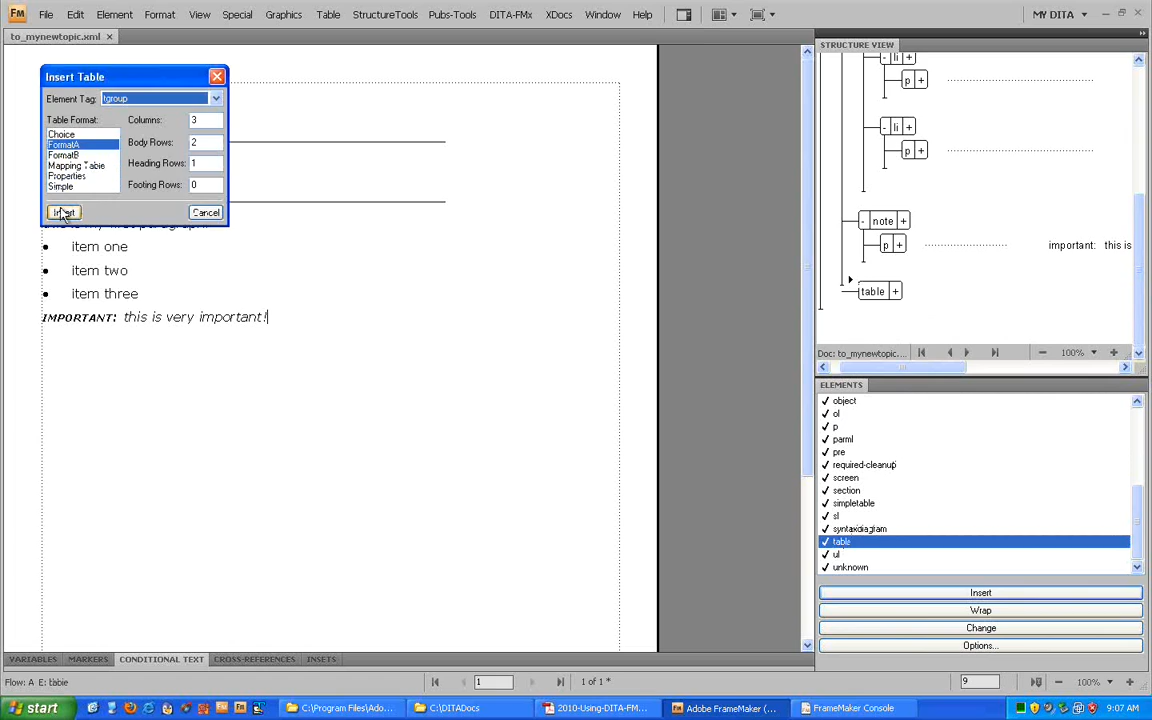 Fm File Edit Element Format View Special Graphics Table StructureTools Pubs-Tools DITA-FMx XDocs Window Help MY DITA
to_mynewtopic.xml
Insert Table
Element Tag: tgroup
Table Format:
Choice
FormatA
FormatB
Mapping Table
Properties
Simple
Columns: 3
Body Rows: 2
Heading Rows: 1
Footing Rows: 0
Insert Cancel
• item one
• item two
• item three
IMPORTANT: this is very important!
STRUCTURE VIEW
- li +
p +
- li +
p +
- note +
- p + important: this is
table +
Doc: to_mynewtopic.... 100%
ELEMENTS
✓ object
✓ ol
✓ p
✓ parml
✓ pre
✓ required-cleanup
✓ screen
✓ section
✓ simpletable
✓ sl
✓ syntaxdiagram
✓ table
✓ ul
✓ unknown
Insert
Wrap
Change
Options...
VARIABLES MARKERS CONDITIONAL TEXT CROSS-REFERENCES INSETS
Flow: A E: table 1 1 of 1 * 9 100%
start C:\Program Files\Ado... C:\DITADocs 2010-Using-DITA-FM... Adobe FrameMaker (... FrameMaker Console 9:07 AM